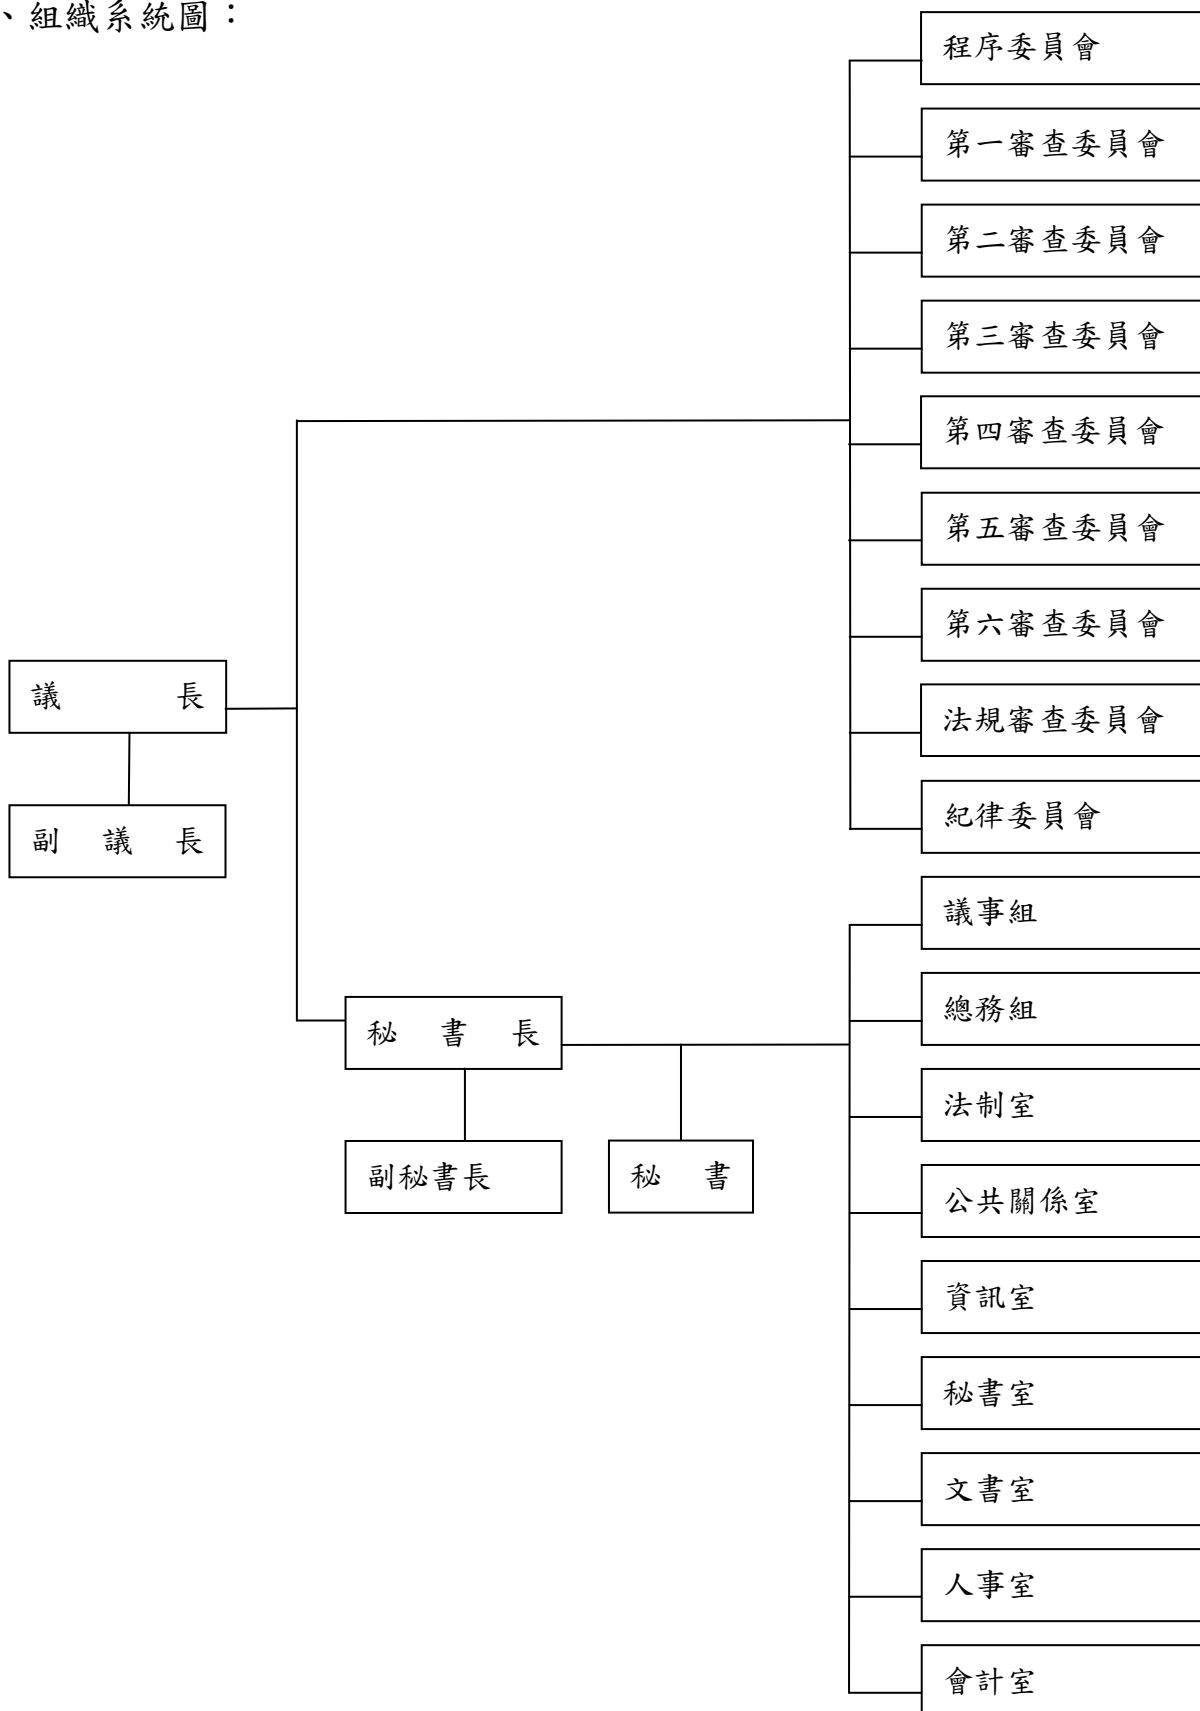 、組織系統圖：
程序委員會
第一審查委員會
第二審查委員會
第三審查委員會
第四審查委員會
第五審查委員會
第六審查委員會
議 長
法規審查委員會
副 議 長
紀律委員會
議事組
秘 書 長
總務組
法制室
副秘書長
秘 書
公共關係室
資訊室
秘書室
文書室
人事室
會計室